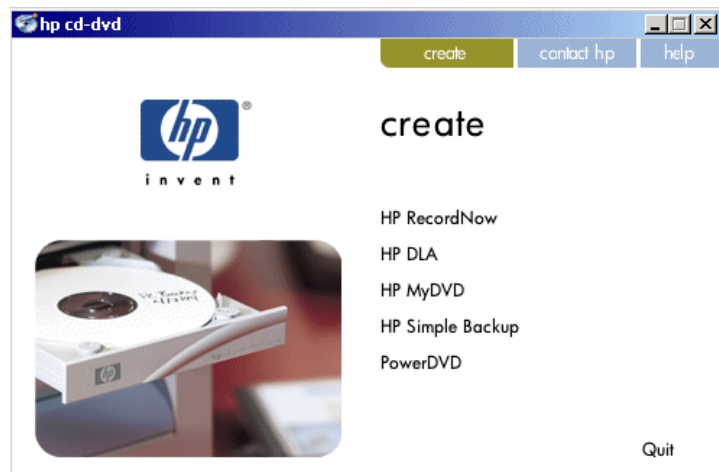 hp cd-dvd
create contact hp help
hp ®
invent
create
HP RecordNow
HP DLA
HP MyDVD
HP Simple Backup
PowerDVD
hp
Quit